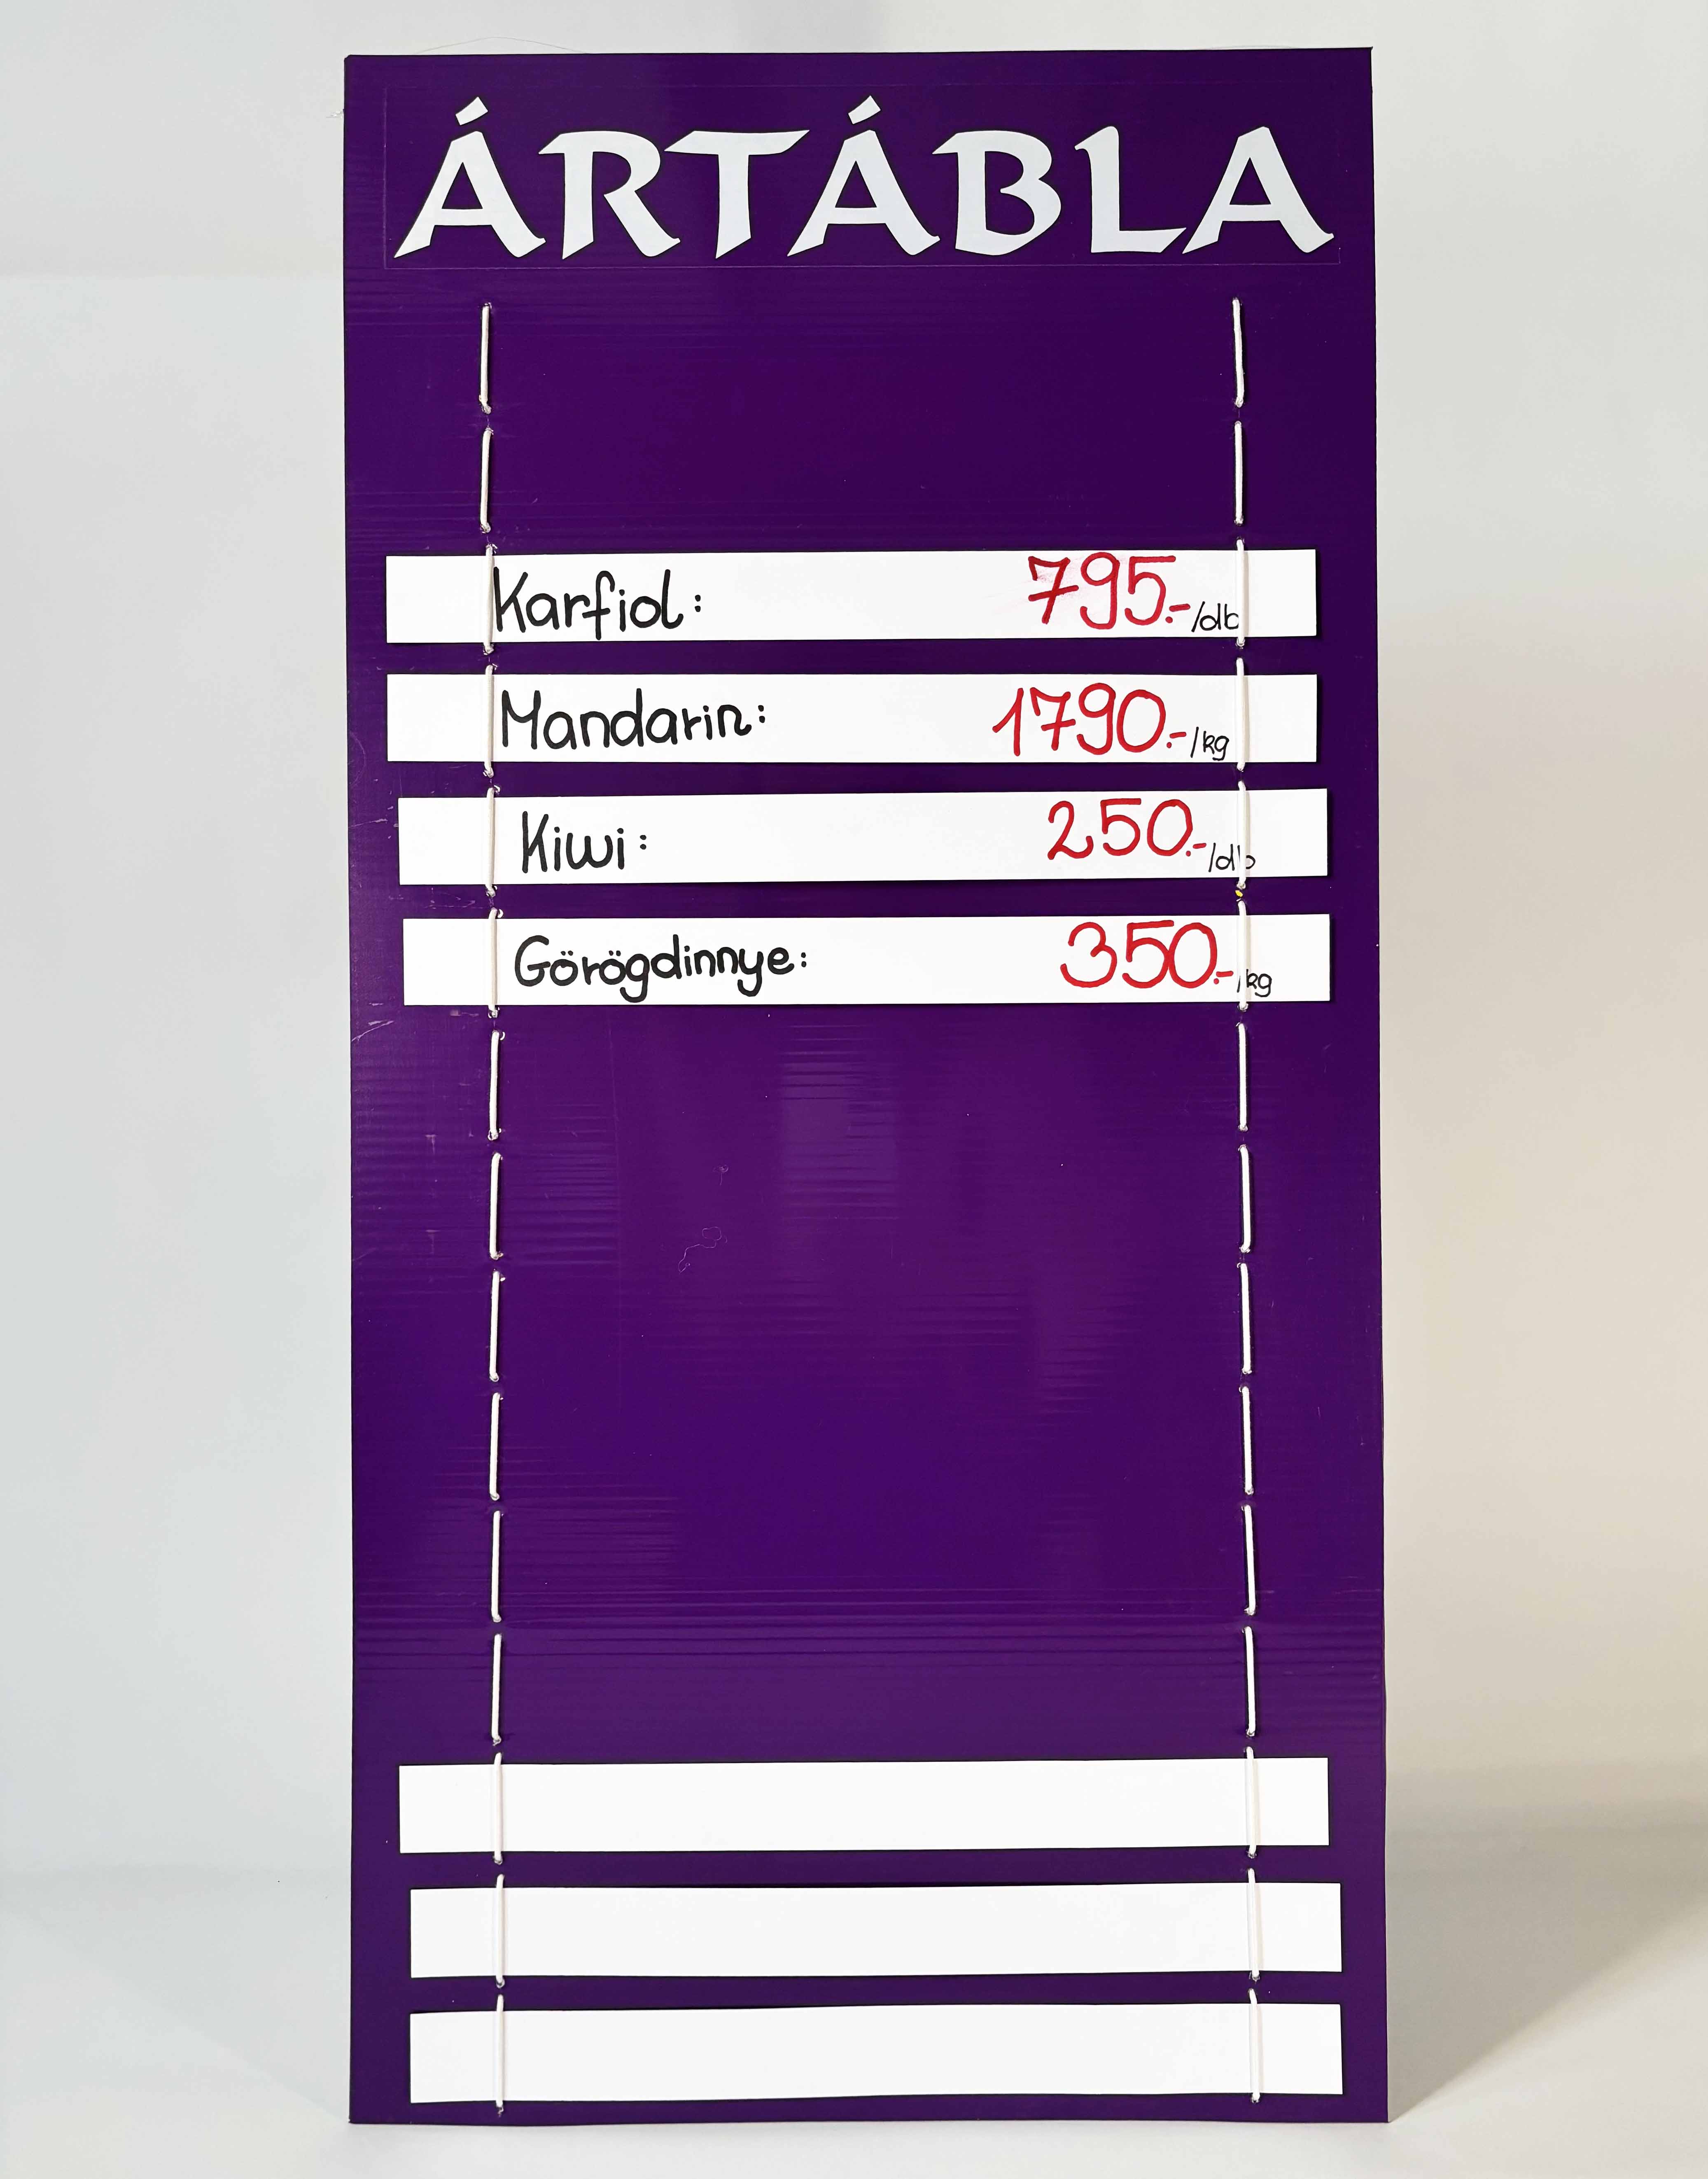 ÁRTÁBLA
Karfiol: 795.-/db
Mandarin: 1790.-/kg
Kiwi: 250.-/db
Görögdinnye: 350.-/kg